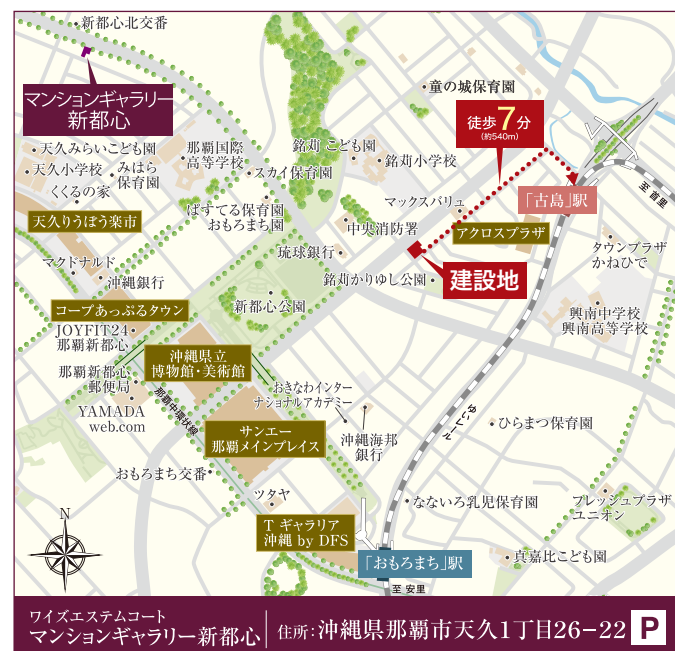 新都心北交番
マンションギャラリー
新都心
童の城保育園
徒歩7分
(約540m)
天久みらいこども園
天久小学校
みはら
保育園
くくるの家
那覇国際
高等学校
スカイ保育園
銘苅こども園
銘苅小学校
「古島」駅
至 首里
天久りうぼう楽市
ぱすてる保育園
おもろまち園
マックスバリュ
中央消防署
アクロスプラザ
タウンプラザ
かねひで
マクドナルド
沖縄銀行
琉球銀行
銘苅かりゆし公園
建設地
コープあっぷるタウン
新都心公園
JOYFIT24
那覇新都心
興南中学校
興南高等学校
沖縄県立
博物館・美術館
那覇新都心
郵便局
おきなわインター
ナショナルアカデミー
YAMADA
web.com
那覇中環状線
サンエー
那覇メインプレイス
沖縄海邦
銀行
ゆいレール
ひらまつ保育園
おもろまち交番
ツタヤ
なないろ乳児保育園
フレッシュプラザ
ユニオン
T ギャラリア
沖縄 by DFS
N
「おもろまち」駅
真嘉比こども園
至 安里
ワイズエステムコート
マンションギャラリー新都心
住所:沖縄県那覇市天久1丁目26−22 P